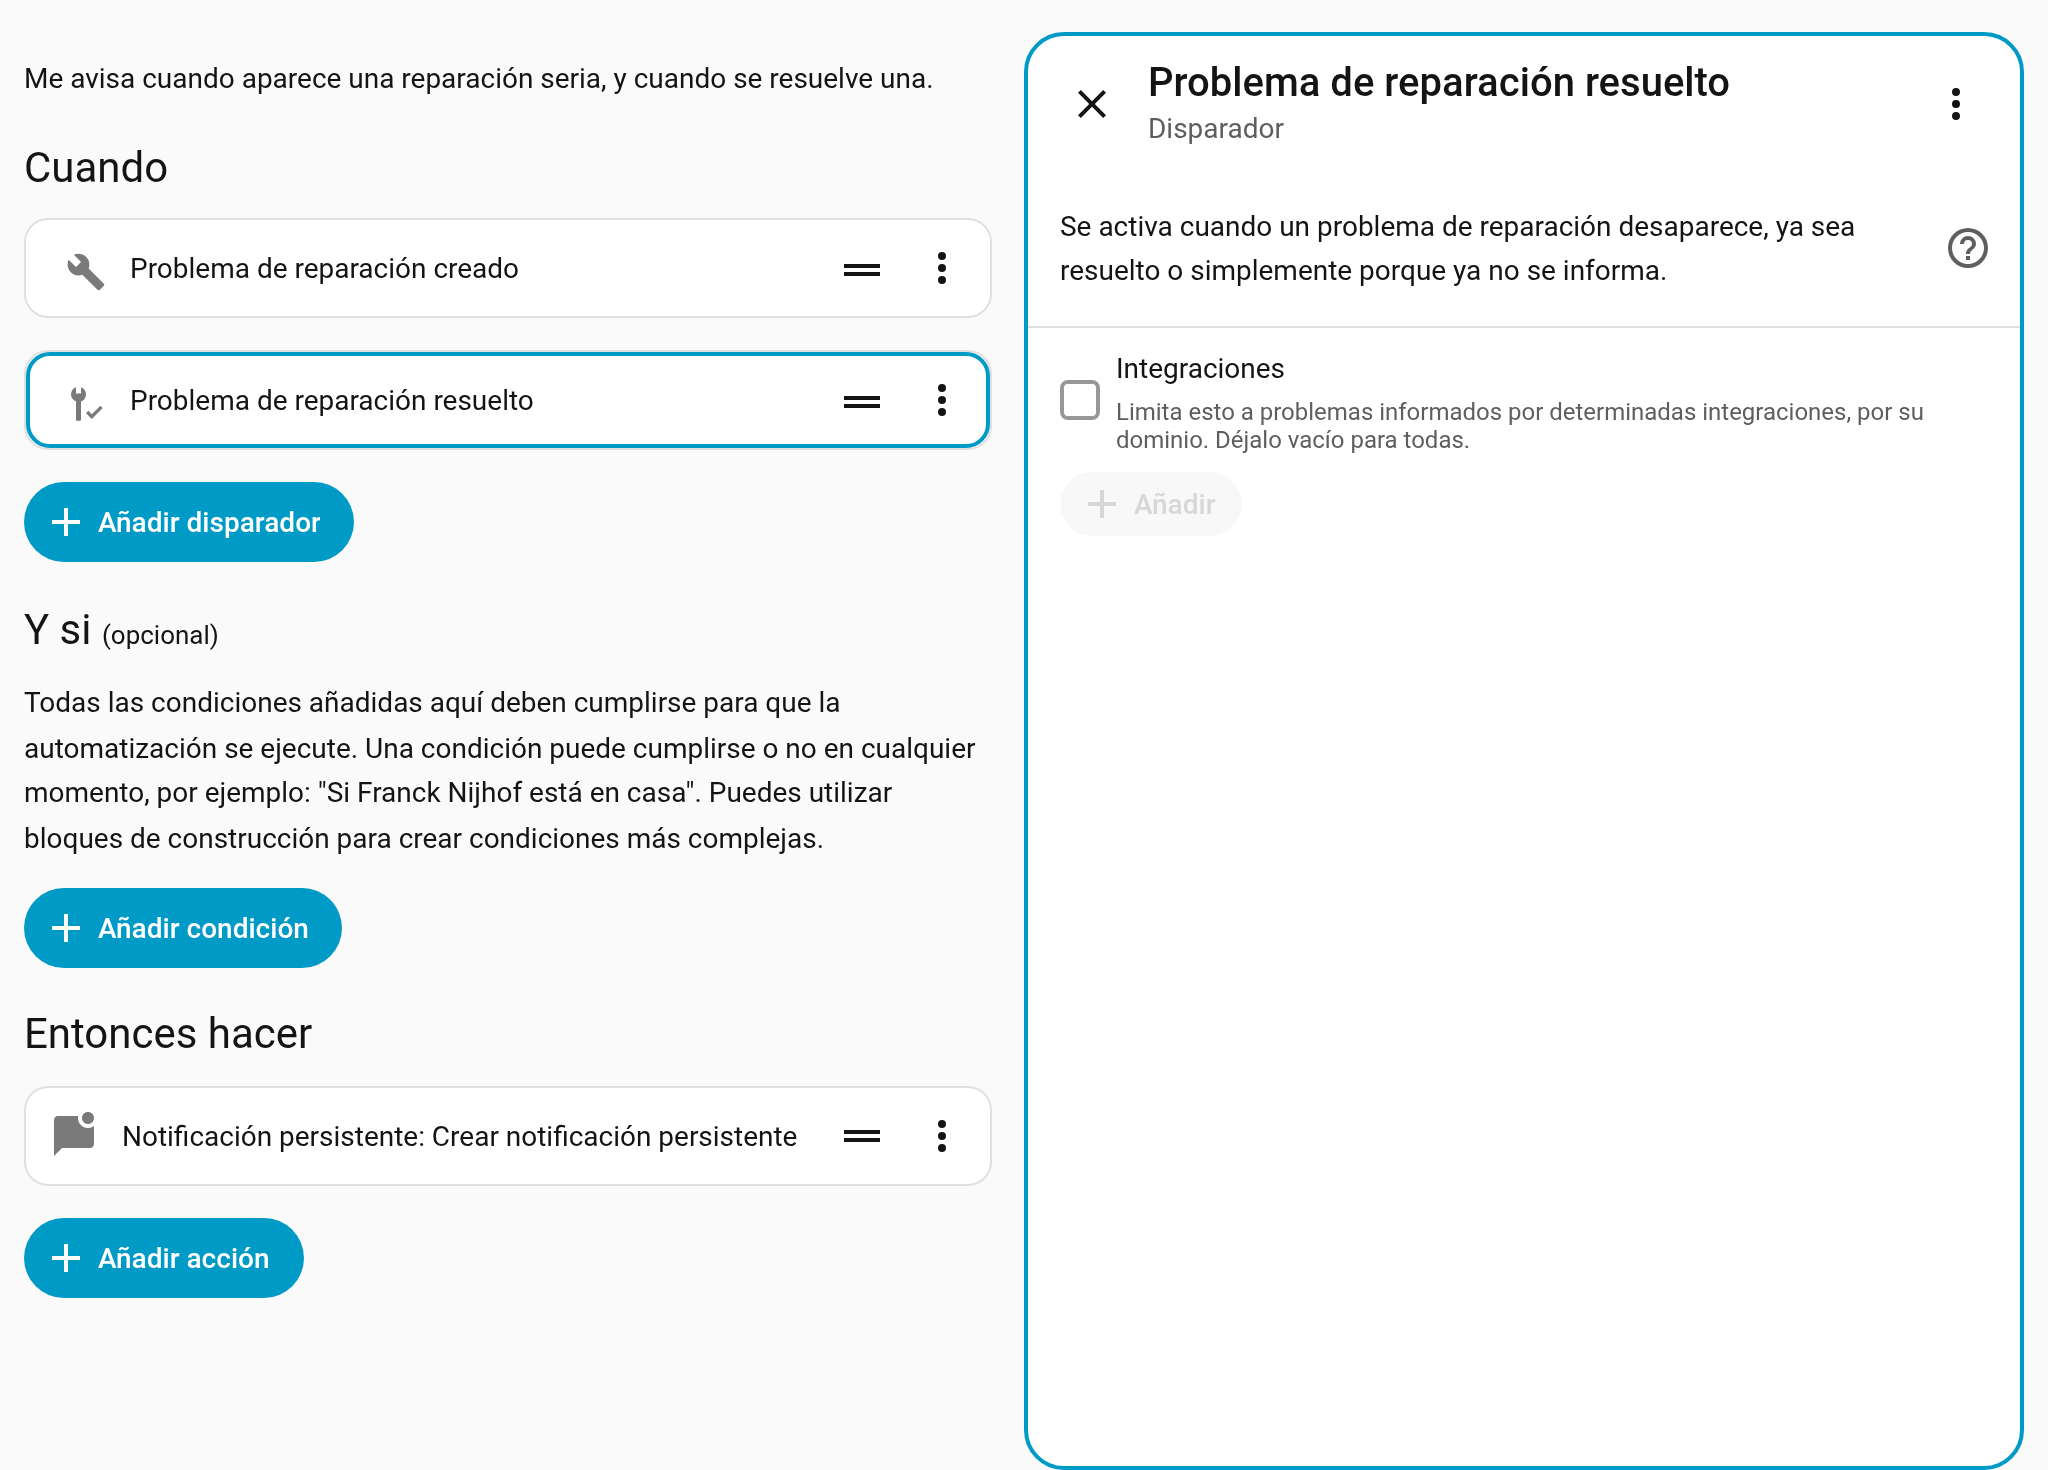 Me avisa cuando aparece una reparación seria, y cuando se resuelve una.
Cuando
Problema de reparación creado
Problema de reparación resuelto
Añadir disparador
Y si (opcional)
Todas las condiciones añadidas aquí deben cumplirse para que la
automatización se ejecute. Una condición puede cumplirse o no en cualquier
momento, por ejemplo: "Si Franck Nijhof está en casa". Puedes utilizar
bloques de construcción para crear condiciones más complejas.
Añadir condición
Entonces hacer
Notificación persistente: Crear notificación persistente
Añadir acción
Problema de reparación resuelto
Disparador
Se activa cuando un problema de reparación desaparece, ya sea
resuelto o simplemente porque ya no se informa.
Integraciones
Limita esto a problemas informados por determinadas integraciones, por su
dominio. Déjalo vacío para todas.
Añadir